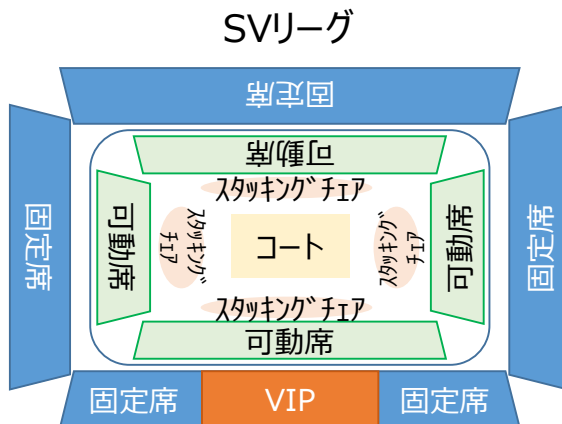 SVリーグ
固定席
可動席
スタッキングチェア
固定席
可動席
スタッキング
チェア
コート
スタッキング
チェア
可動席
固定席
スタッキングチェア
可動席
固定席
VIP
固定席